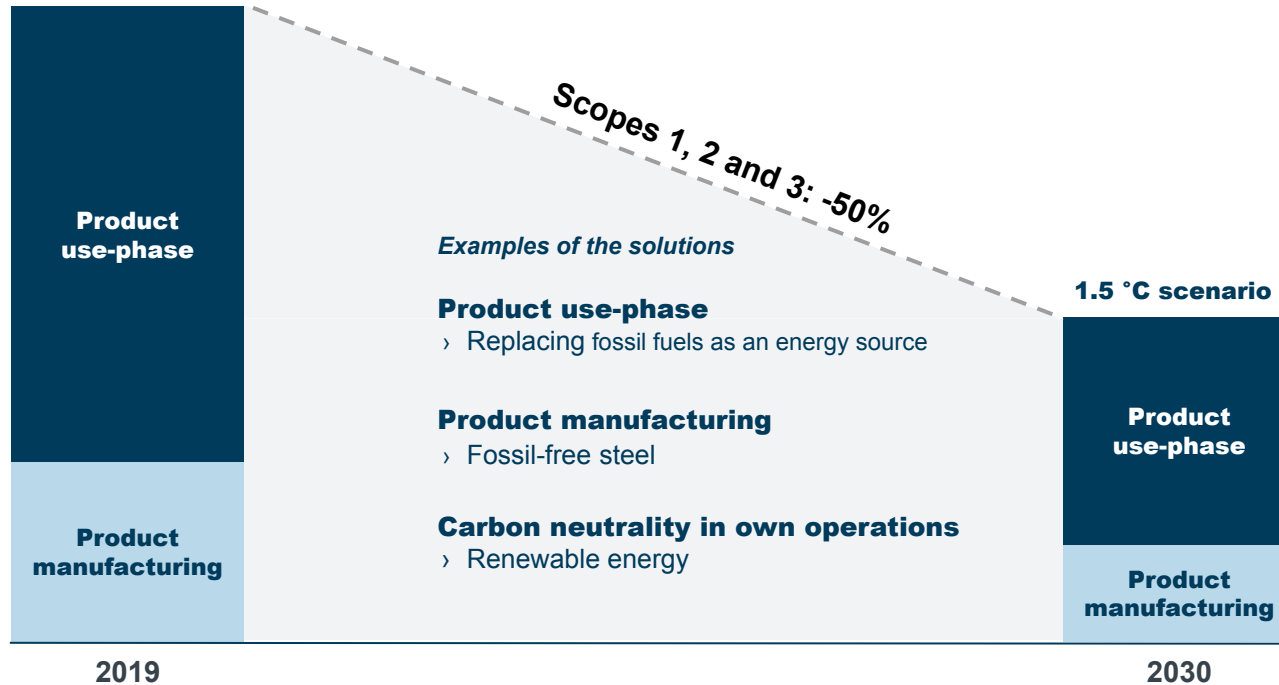 Product
use-phase
Product
manufacturing
2019
Scopes 1, 2 and 3: -50%
Examples of the solutions
Product use-phase
› Replacing fossil fuels as an energy source
Product manufacturing
› Fossil-free steel
Carbon neutrality in own operations
› Renewable energy
1.5 °C scenario
Product
use-phase
Product
manufacturing
2030